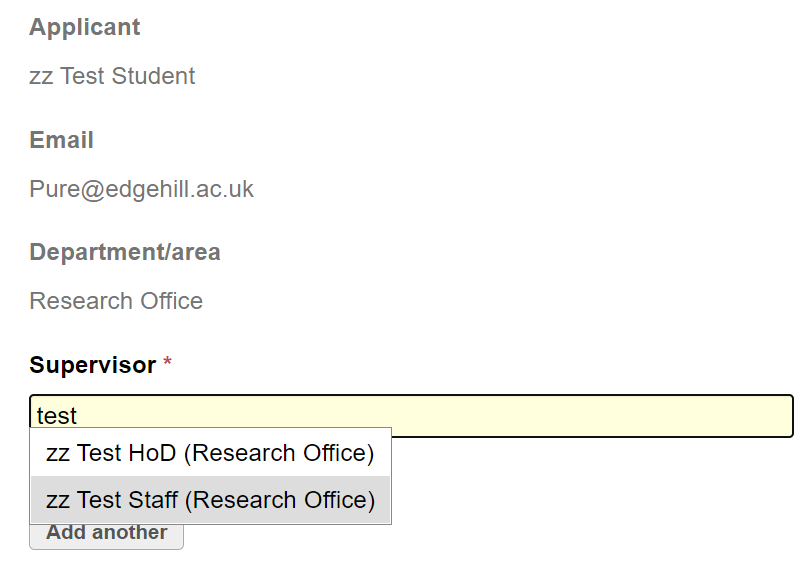 Applicant
zz Test Student
Email
Pure@edgehill.ac.uk
Department/area
Research Office
Supervisor *
test
zz Test HoD (Research Office)
zz Test Staff (Research Office)
Add another